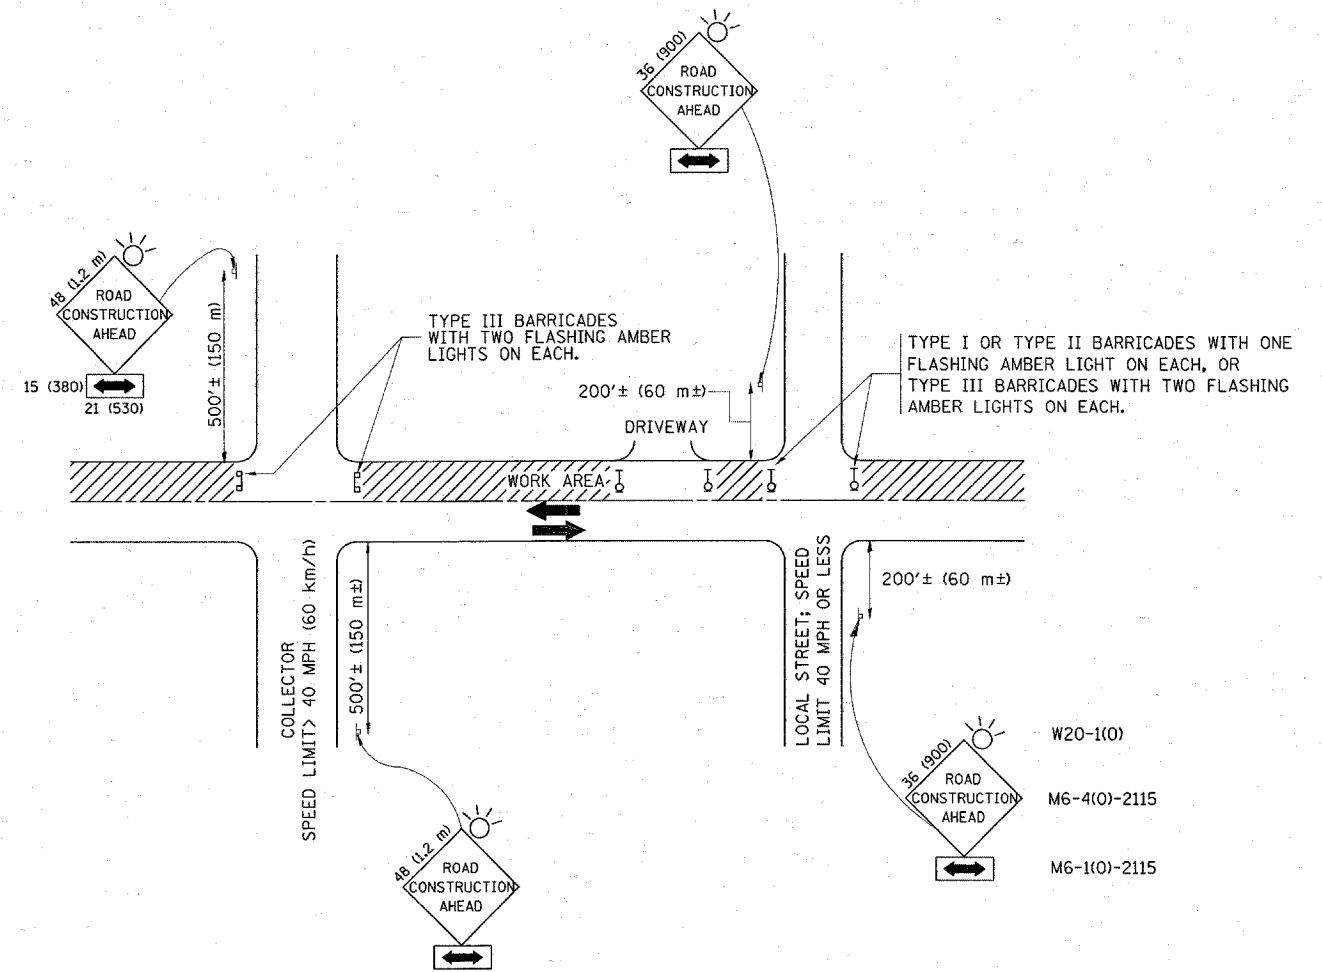 36 (900)
ROAD
CONSTRUCTION
AHEAD
48 (1.2 m)
ROAD
CONSTRUCTION
AHEAD
15 (380)
21 (530)
500'± (150 m)
TYPE III BARRICADES
WITH TWO FLASHING AMBER
LIGHTS ON EACH.
200'± (60 m±)
DRIVEWAY
TYPE I OR TYPE II BARRICADES WITH ONE
FLASHING AMBER LIGHT ON EACH, OR
TYPE III BARRICADES WITH TWO FLASHING
AMBER LIGHTS ON EACH.
WORK AREA
COLLECTOR
SPEED LIMIT> 40 MPH (60 km/h)
500'± (150 m±)
LOCAL STREET; SPEED
LIMIT 40 MPH OR LESS
200'± (60 m±)
36 (900)
ROAD
CONSTRUCTION
AHEAD
W20-1(O)
M6-4(O)-2115
M6-1(O)-2115
48 (1.2 m)
ROAD
CONSTRUCTION
AHEAD